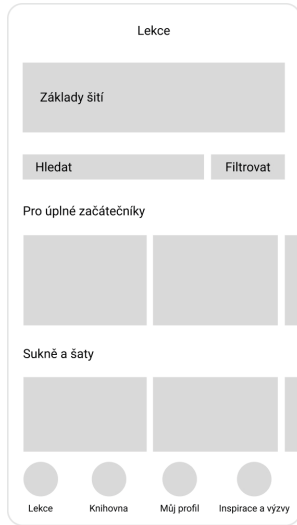 Lekce
Základy šití
Hledat
Filtrovat
Pro úplné začátečníky
Sukně a šaty
Lekce
Knihovna
Můj profil
Inspirace a výzvy